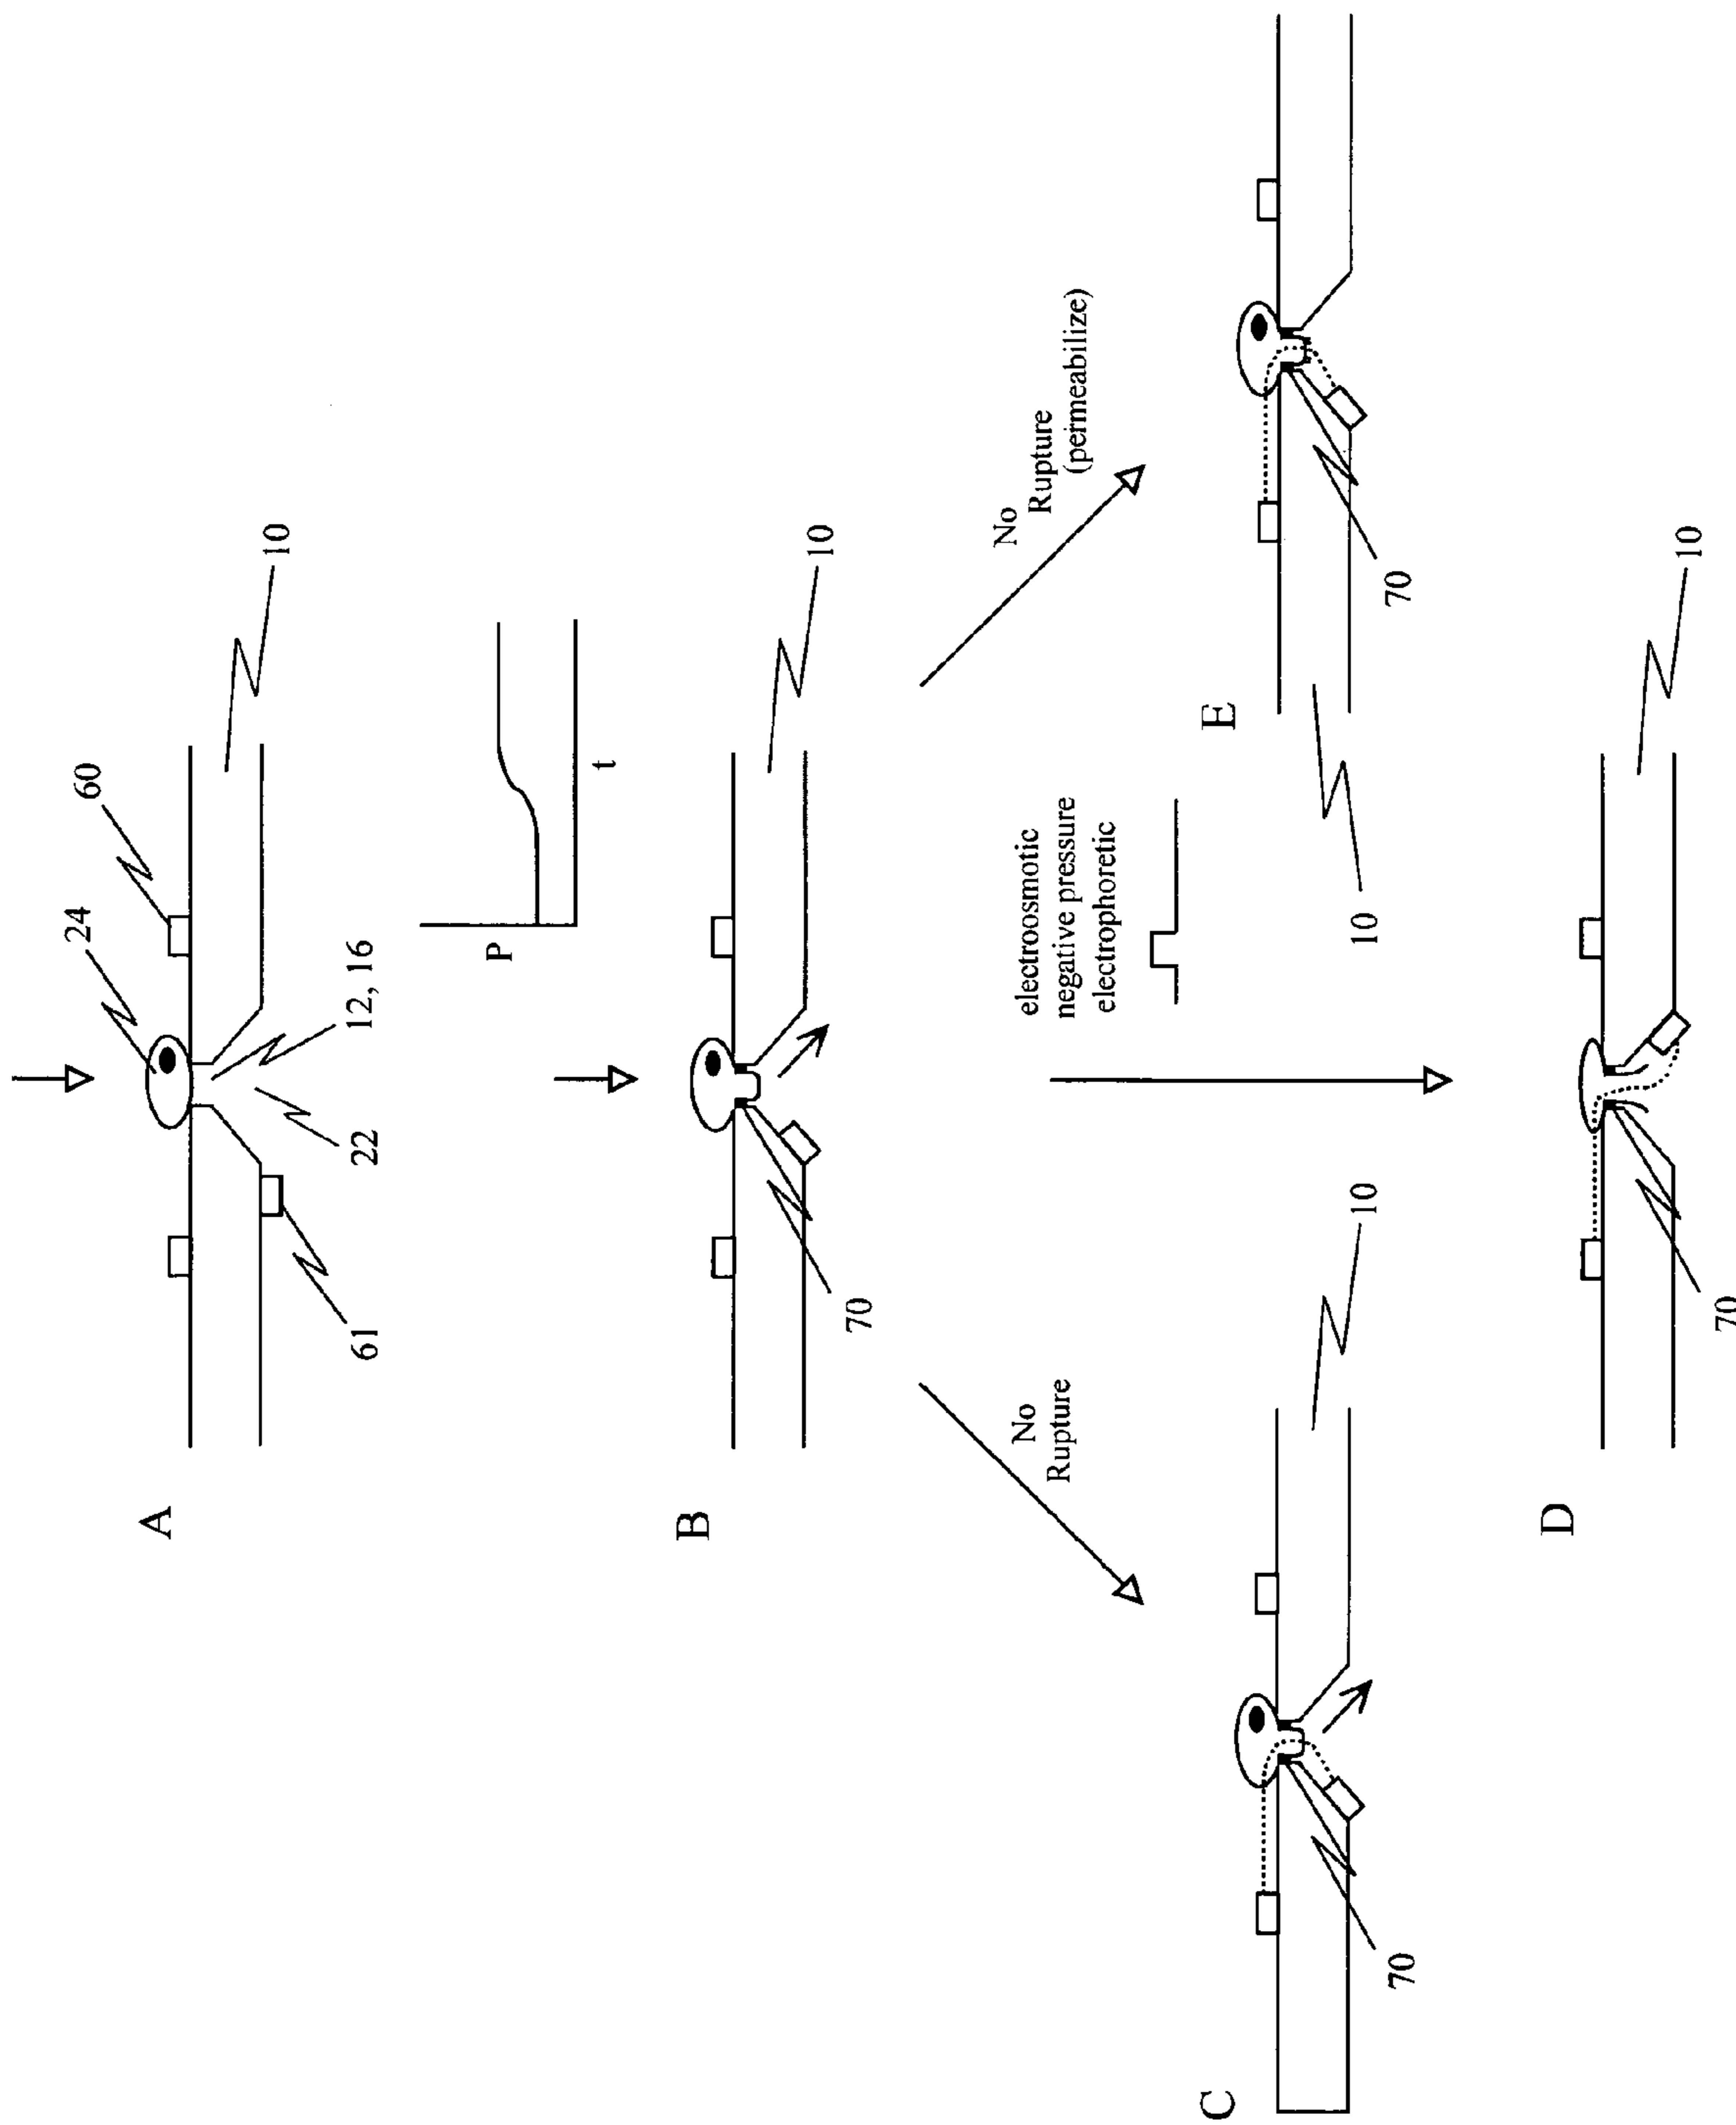 A
24
60
10
12, 16
22
61
P
t
B
10
70
No
Rupture
electroosmotic
negative pressure
electrophoretic
No
Rupture
(permeabilize)
C
10
70
E
70
10
D
10
70